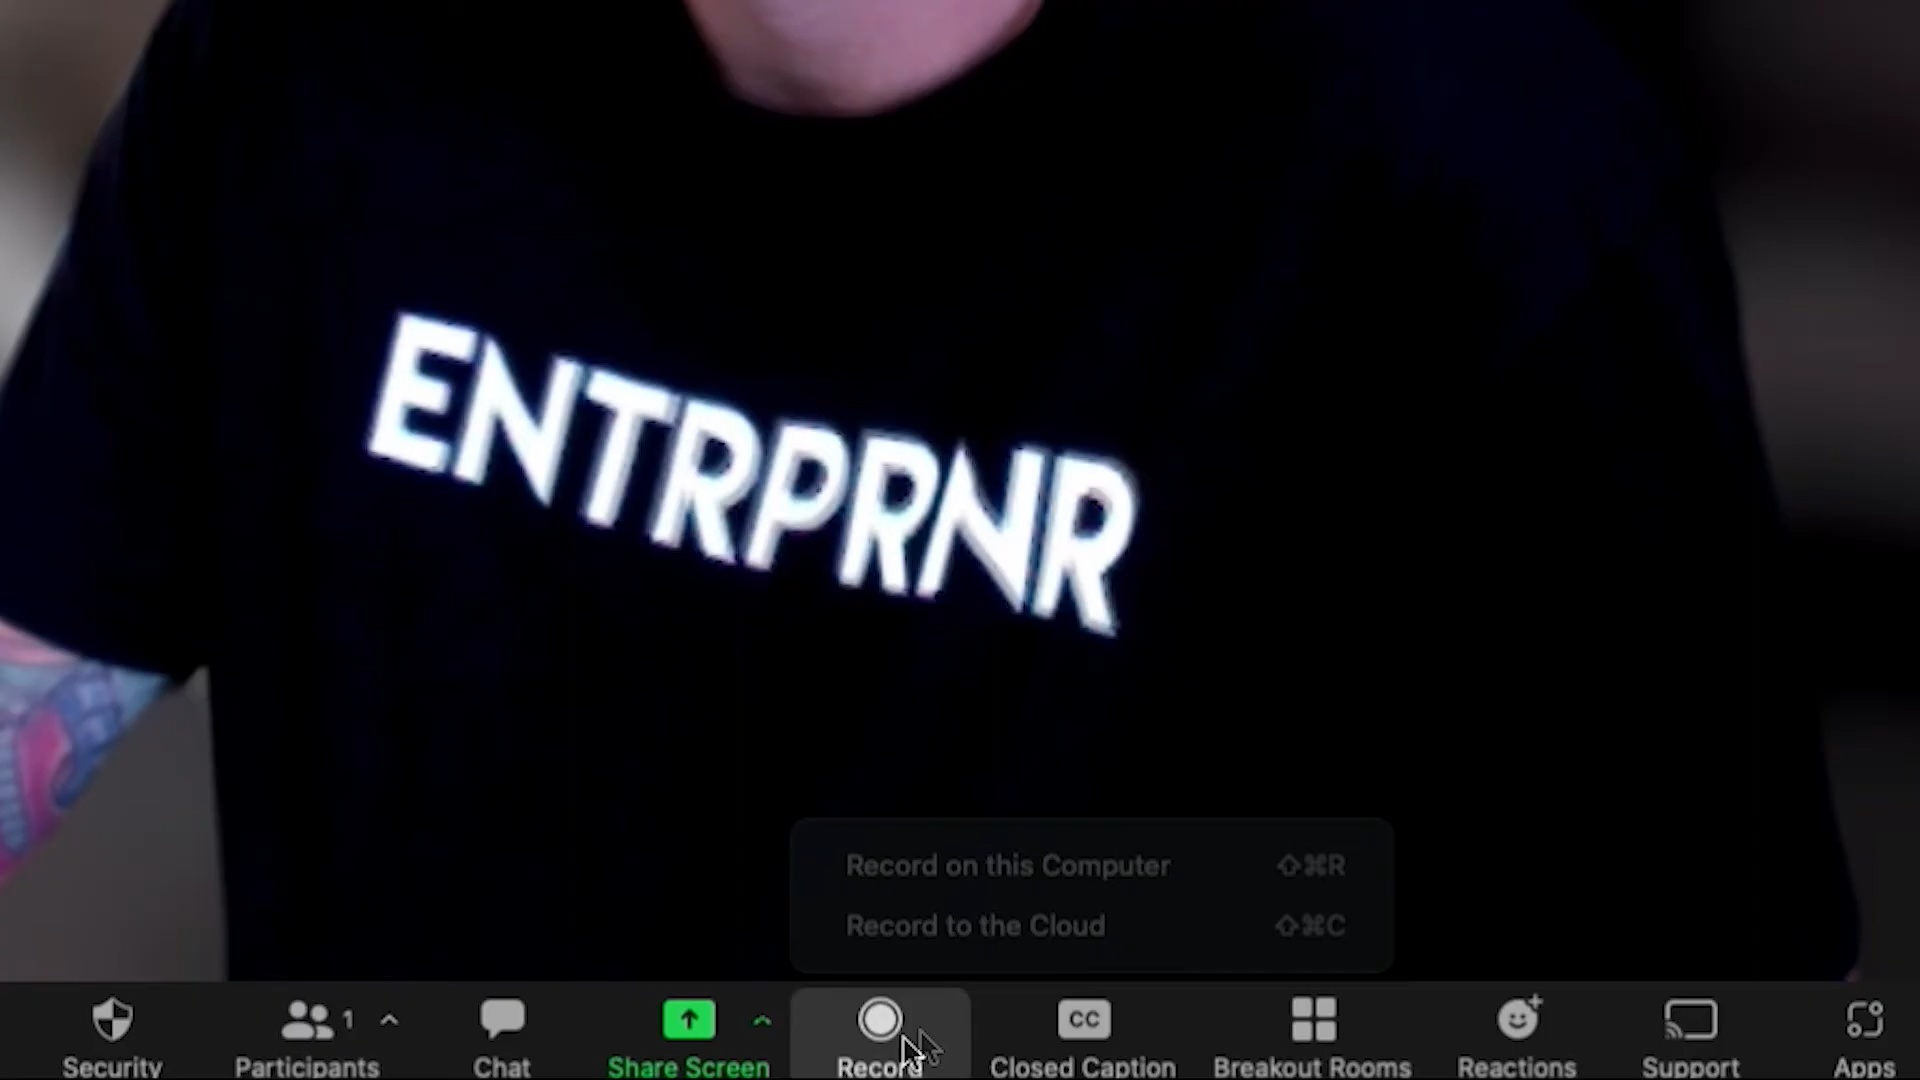 ENTRPRNR
Record on this Computer ⇧⌘R
Record to the Cloud ⇧⌘C
1
CC
Security Participants Chat Share Screen Record Closed Caption Breakout Rooms Reactions Support Apps